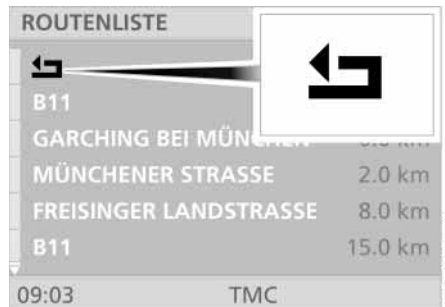 ROUTENLISTE
B11
GARCHING BEI MÜNCHEN
MÜNCHENER STRASSE 2.0 km
FREISINGER LANDSTRASSE 8.0 km
B11 15.0 km
09:03 TMC